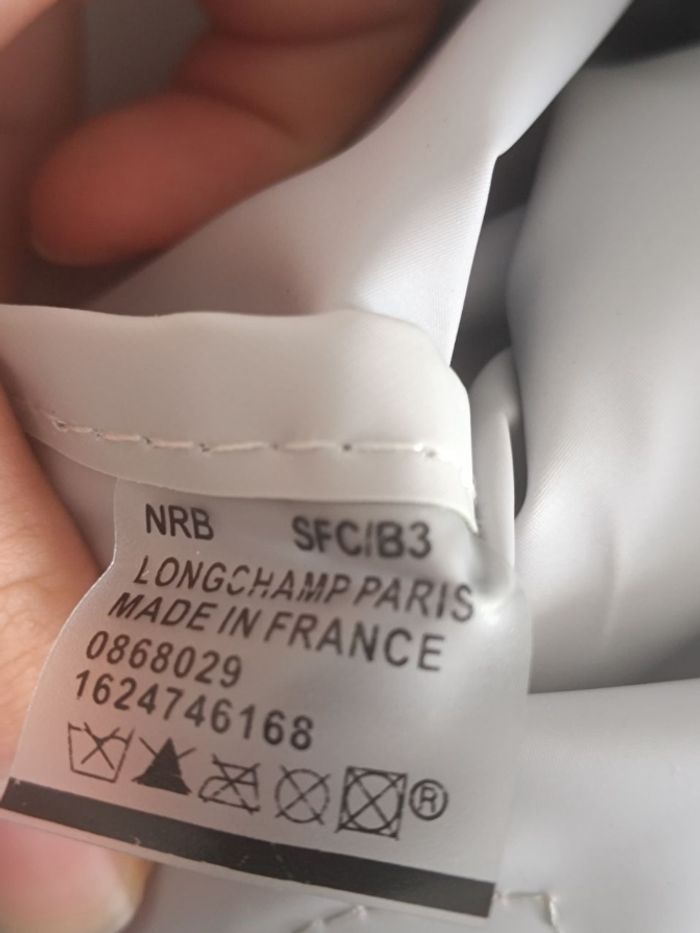 NRB SFC/B3
LONGCHAMP PARIS
MADE IN FRANCE
0868029
1624746168
®